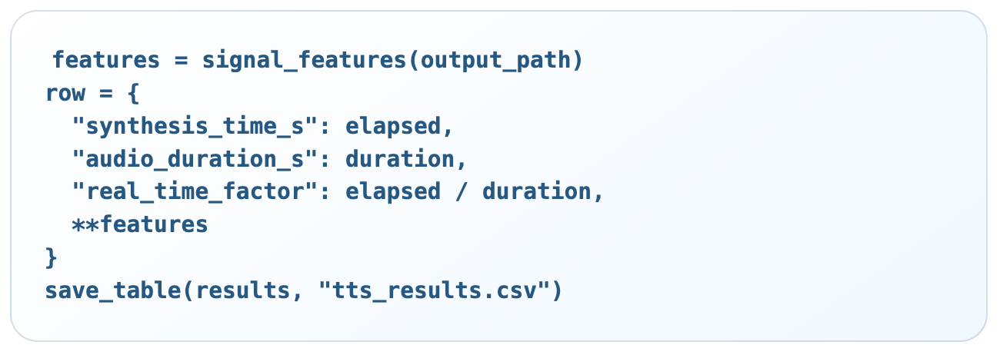 features = signal_features(output_path)
row = {
"synthesis_time_s": elapsed,
"audio_duration_s": duration,
"real_time_factor": elapsed / duration,
**features
}
save_table(results, "tts_results.csv")